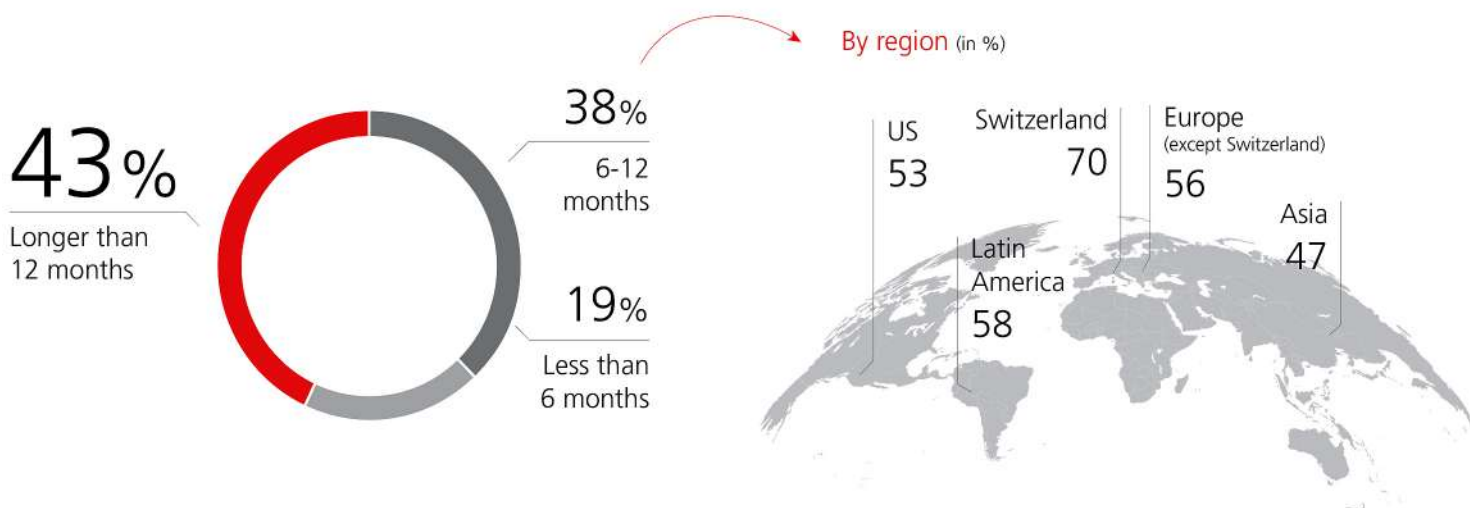 43%
Longer than
12 months
38%
6-12
months
19%
Less than
6 months
By region (in %)
US
53
Latin
America
58
Switzerland
70
Europe
(except Switzerland)
56
Asia
47